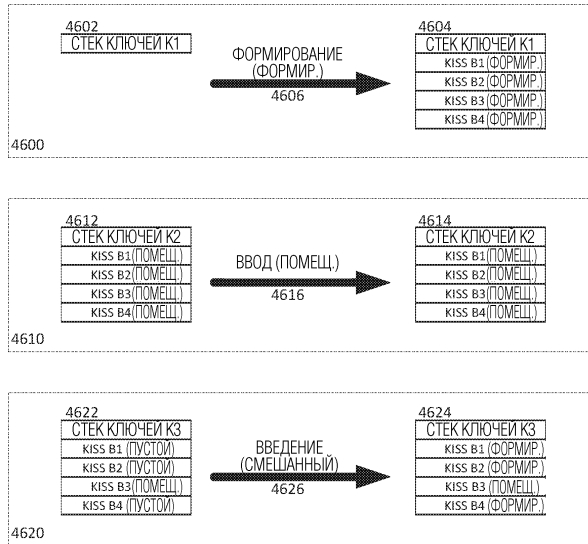 4602
СТЕК КЛЮЧЕЙ К1
ФОРМИРОВАНИЕ
(ФОРМИР.)
4606
4604
СТЕК КЛЮЧЕЙ К1
KISS B1 (ФОРМИР.)
KISS B2 (ФОРМИР.)
KISS B3 (ФОРМИР.)
KISS B4 (ФОРМИР.)
4600
4612
СТЕК КЛЮЧЕЙ К2
KISS B1(ПОМЕЩ.)
KISS B2(ПОМЕЩ.)
KISS B3(ПОМЕЩ.)
KISS B4(ПОМЕЩ.)
ВВОД (ПОМЕЩ.)
4616
4614
СТЕК КЛЮЧЕЙ К2
KISS B1(ПОМЕЩ.)
KISS B2(ПОМЕЩ.)
KISS B3(ПОМЕЩ.)
KISS B4(ПОМЕЩ.)
4610
4622
СТЕК КЛЮЧЕЙ К3
KISS B1 (ПУСТОЙ)
KISS B2 (ПУСТОЙ)
KISS B3(ПОМЕЩ.)
KISS B4 (ПУСТОЙ)
ВВЕДЕНИЕ
(СМЕШАННЫЙ)
4626
4624
СТЕК КЛЮЧЕЙ К3
KISS B1 (ФОРМИР.)
KISS B2 (ФОРМИР.)
KISS B3 (ПОМЕЩ.)
KISS B4 (ФОРМИР.)
4620